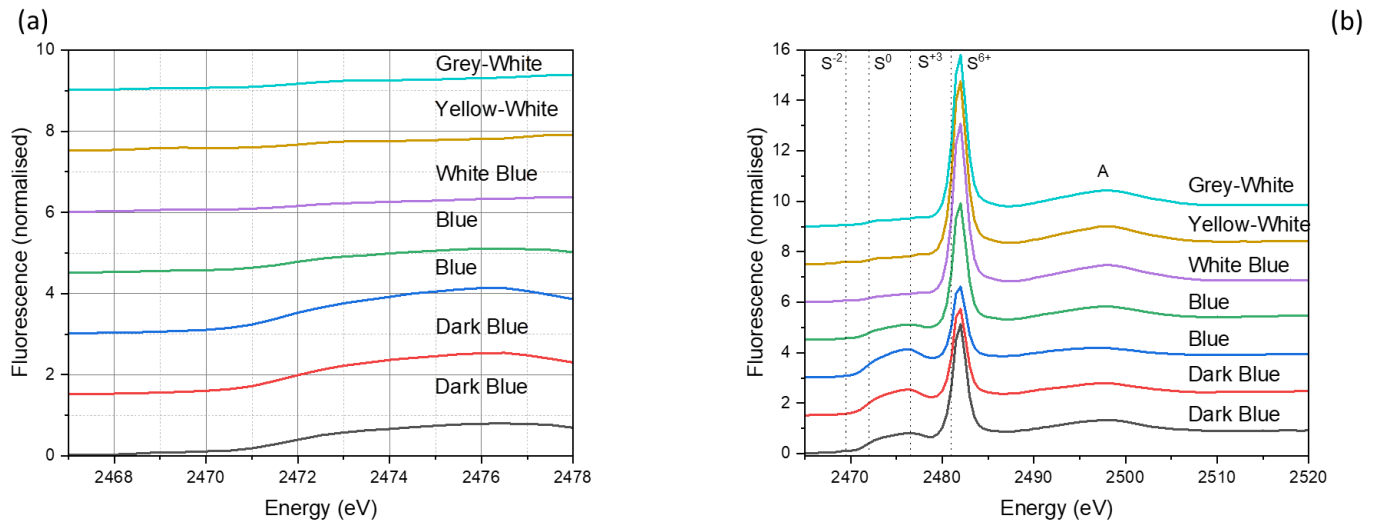 (a)
10
8
6
4
2
0
Fluorescence (normalised)
Grey-White
Yellow-White
White Blue
Blue
Blue
Dark Blue
Dark Blue
2468 2470 2472 2474 2476 2478
Energy (eV)
(b)
16
14
12
10
8
6
4
2
0
Fluorescence (normalised)
S-2 S0 S+3 S6+
A
Grey-White
Yellow-White
White Blue
Blue
Blue
Dark Blue
Dark Blue
2470 2480 2490 2500 2510 2520
Energy (eV)